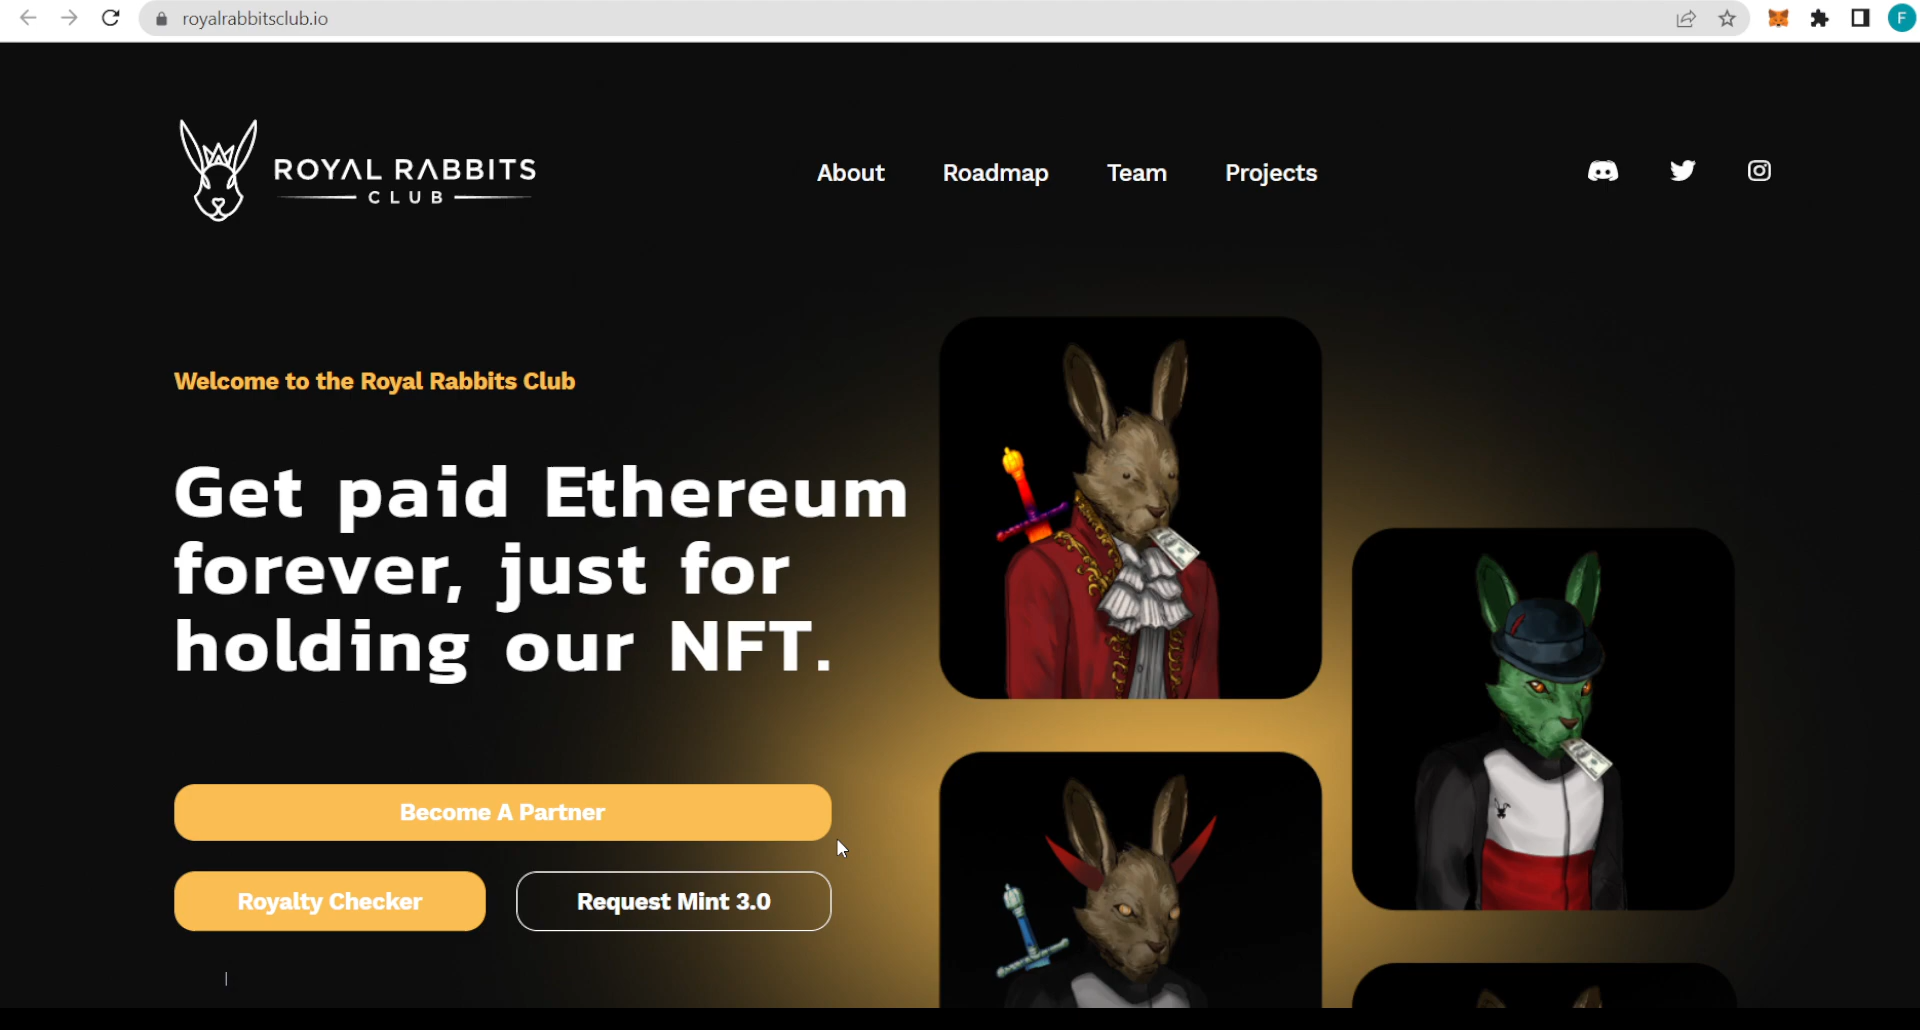 royalrabbitsclub.io
F
ROYAL RABBITS
CLUB
About
Roadmap
Team
Projects
Welcome to the Royal Rabbits Club
Get paid Ethereum
forever, just for
holding our NFT.
Become A Partner
Royalty Checker
Request Mint 3.0